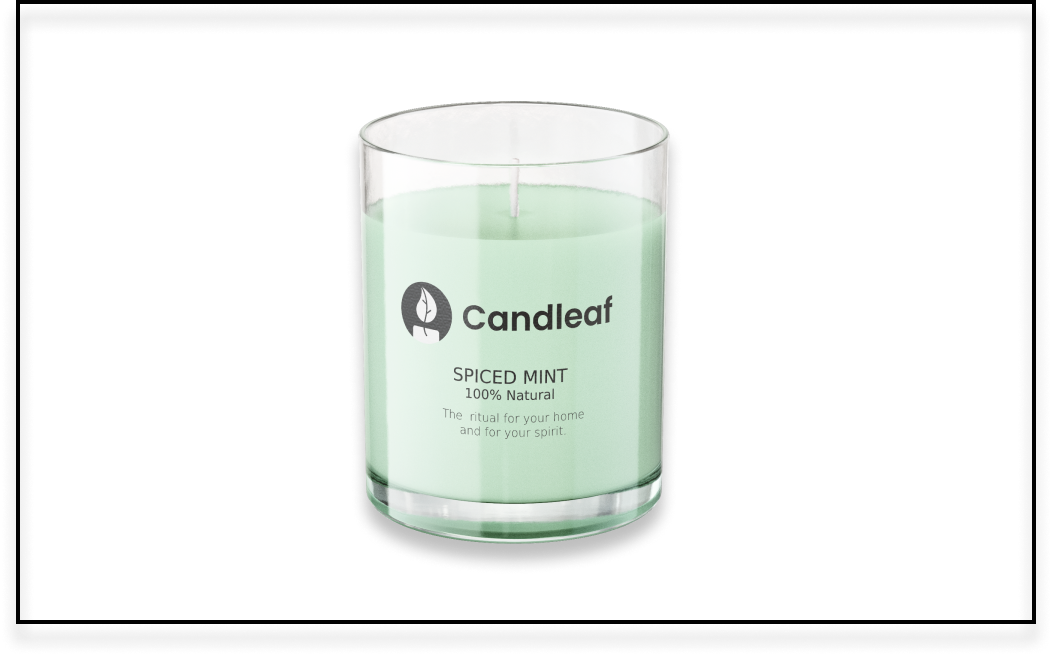 Candleaf
SPICED MINT
100% Natural
The ritual for your home
and for your spirit.